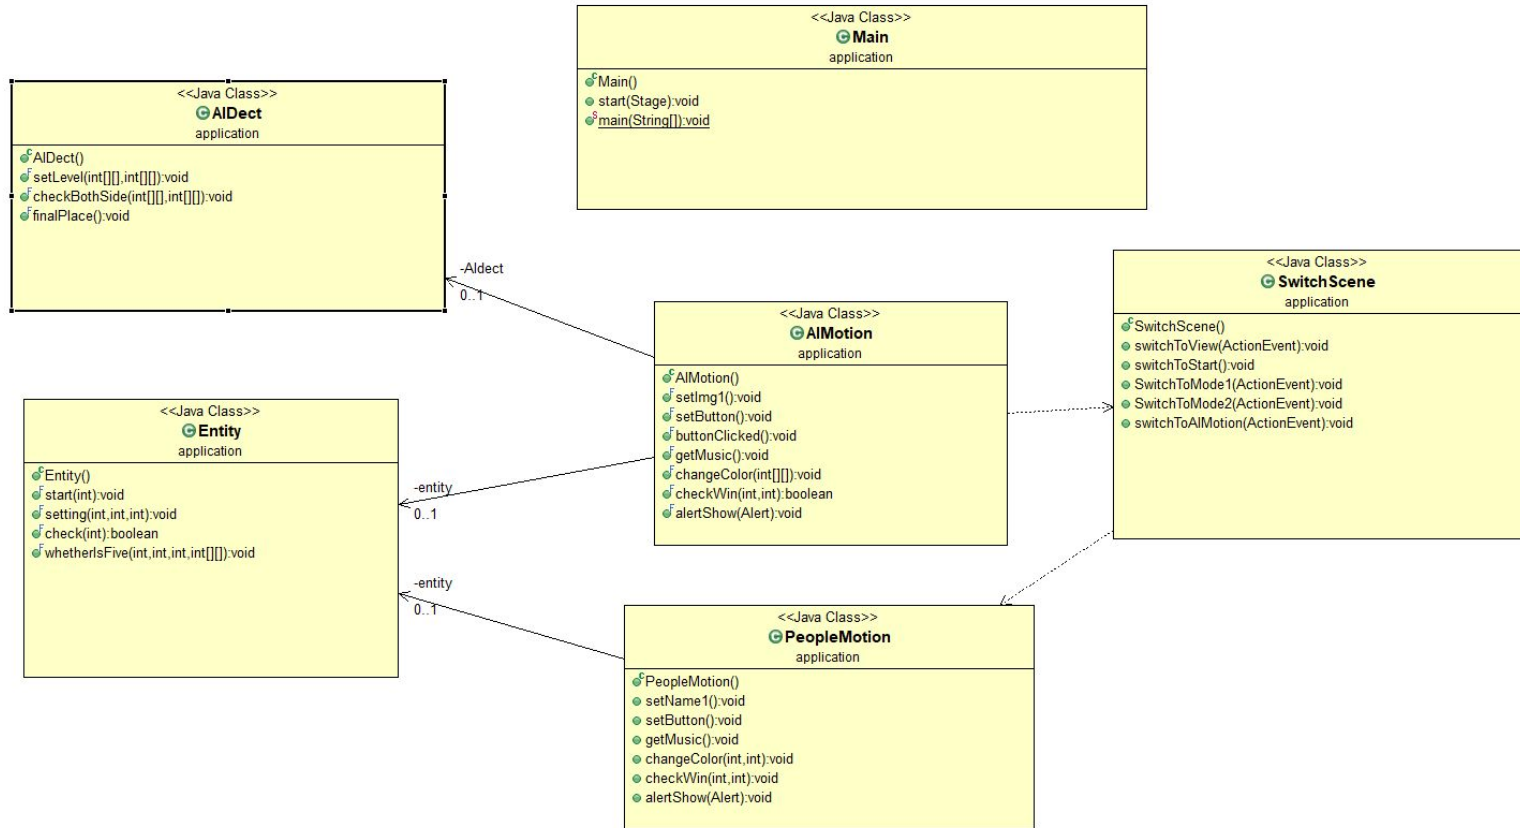 <<Java Class>>
Main
application
Main()
start(Stage):void
main(String[]):void
<<Java Class>>
AIDect
application
AIDect()
setLevel(int[][],int[][]):void
checkBothSide(int[][],int[][]):void
finalPlace():void
-AIdect
0..1
<<Java Class>>
SwitchScene
application
SwitchScene()
switchToView(ActionEvent):void
switchToStart():void
SwitchToMode1(ActionEvent):void
SwitchToMode2(ActionEvent):void
switchToAIMotion(ActionEvent):void
<<Java Class>>
AIMotion
application
AIMotion()
setImg1():void
setButton():void
buttonClicked():void
getMusic():void
changeColor(int[][]):void
checkWin(int,int):boolean
alertShow(Alert):void
<<Java Class>>
Entity
application
Entity()
start(int):void
setting(int,int,int):void
check(int):boolean
whetherIsFive(int,int,int,int[][]):void
-entity
0..1
-entity
0..1
<<Java Class>>
PeopleMotion
application
PeopleMotion()
setName1():void
setButton():void
getMusic():void
changeColor(int,int):void
checkWin(int,int):void
alertShow(Alert):void